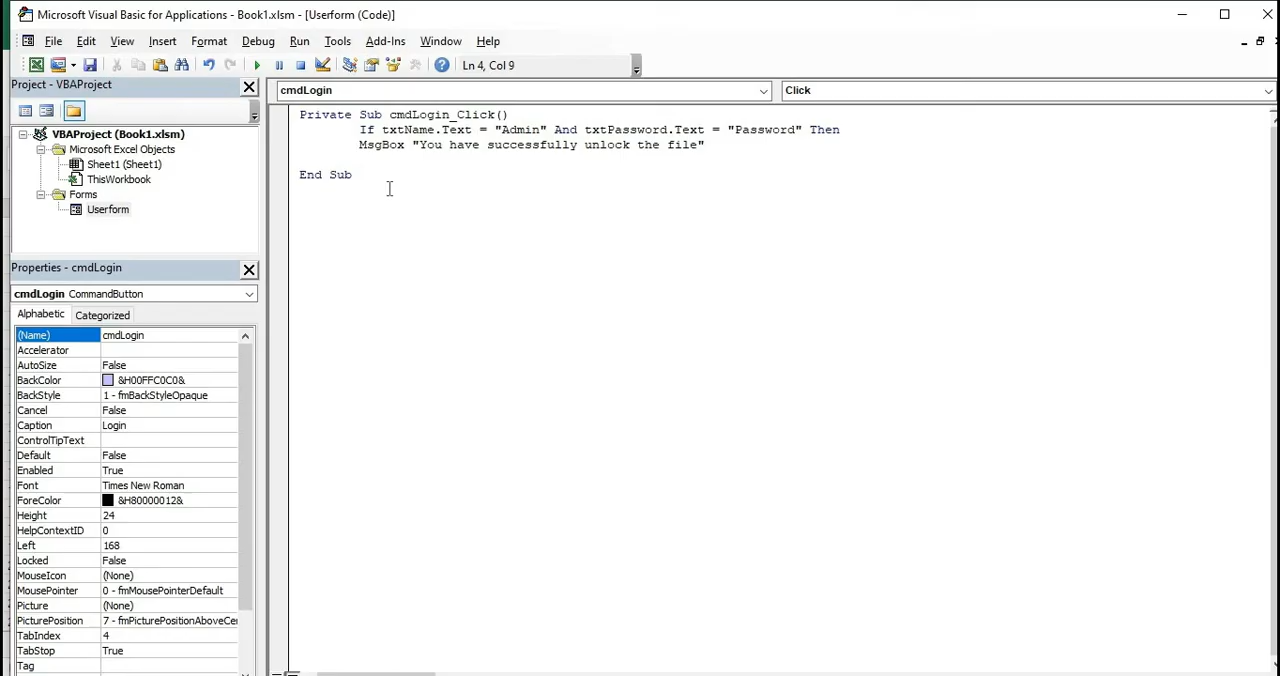 Microsoft Visual Basic for Applications - Book1.xlsm - [Userform (Code)]
File Edit View Insert Format Debug Run Tools Add-Ins Window Help
Ln 4, Col 9
Project - VBAProject
cmdLogin Click
VBAProject (Book1.xlsm)
Microsoft Excel Objects
Sheet1 (Sheet1)
ThisWorkbook
Forms
Userform
Private Sub cmdLogin_Click()
If txtName.Text = "Admin" And txtPassword.Text = "Password" Then
MsgBox "You have successfully unlock the file"
End Sub
Properties - cmdLogin
cmdLogin CommandButton
Alphabetic Categorized
(Name) cmdLogin
Accelerator
AutoSize False
BackColor &H00FFC0C0&
BackStyle 1 - fmBackStyleOpaque
Cancel False
Caption Login
ControlTipText
Default False
Enabled True
Font Times New Roman
ForeColor &H80000012&
Height 24
HelpContextID 0
Left 168
Locked False
MouseIcon (None)
MousePointer 0 - fmMousePointerDefault
Picture (None)
PicturePosition 7 - fmPicturePositionAboveCe
TabIndex 4
TabStop True
Tag